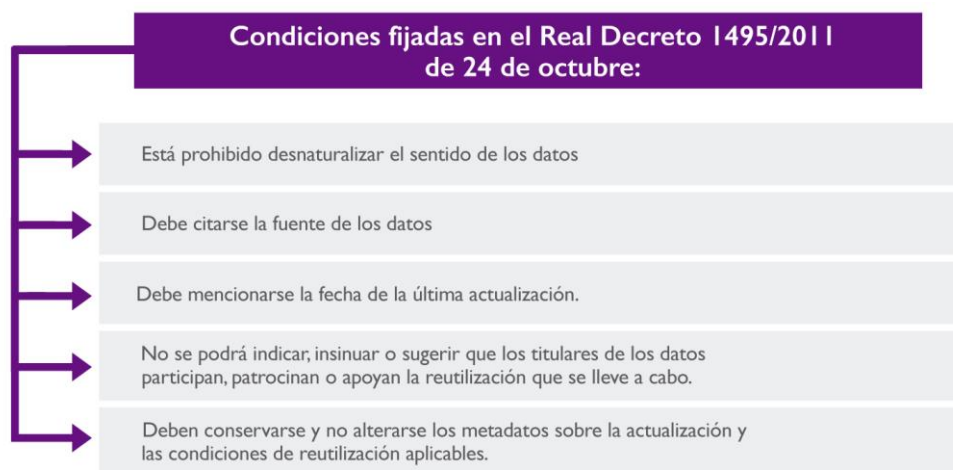 Condiciones fijadas en el Real Decreto 1495/2011
de 24 de octubre:
Está prohibido desnaturalizar el sentido de los datos
Debe citarse la fuente de los datos
Debe mencionarse la fecha de la última actualización.
No se podrá indicar, insinuar o sugerir que los titulares de los datos
participan, patrocinan o apoyan la reutilización que se lleve a cabo.
Deben conservarse y no alterarse los metadatos sobre la actualización y
las condiciones de reutilización aplicables.